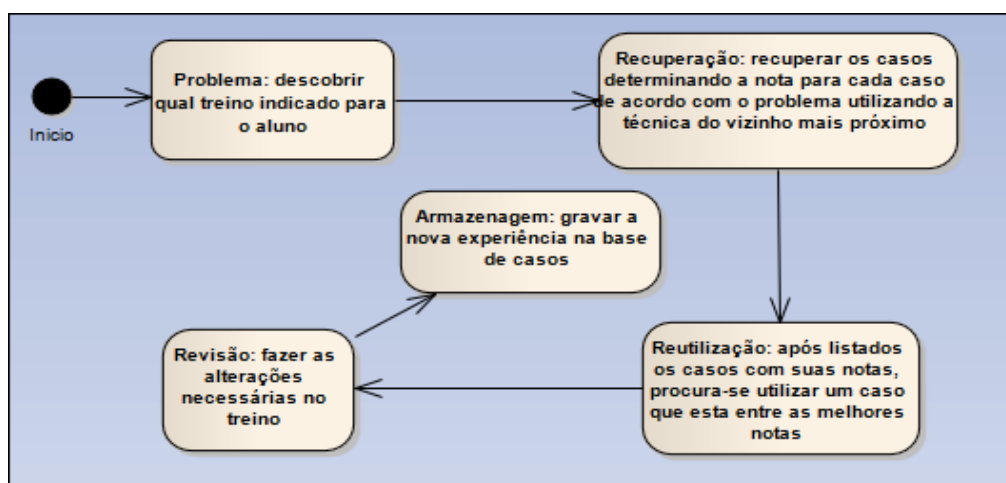 Inicio
Problema: descobrir
qual treino indicado para
o aluno
Recuperação: recuperar os casos
determinando a nota para cada caso
de acordo com o problema utilizando a
técnica do vizinho mais próximo
Reutilização: após listados
os casos com suas notas,
procura-se utilizar um caso
que esta entre as melhores
notas
Revisão: fazer as
alterações
necessárias no
treino
Armazenagem: gravar a
nova experiência na base
de casos